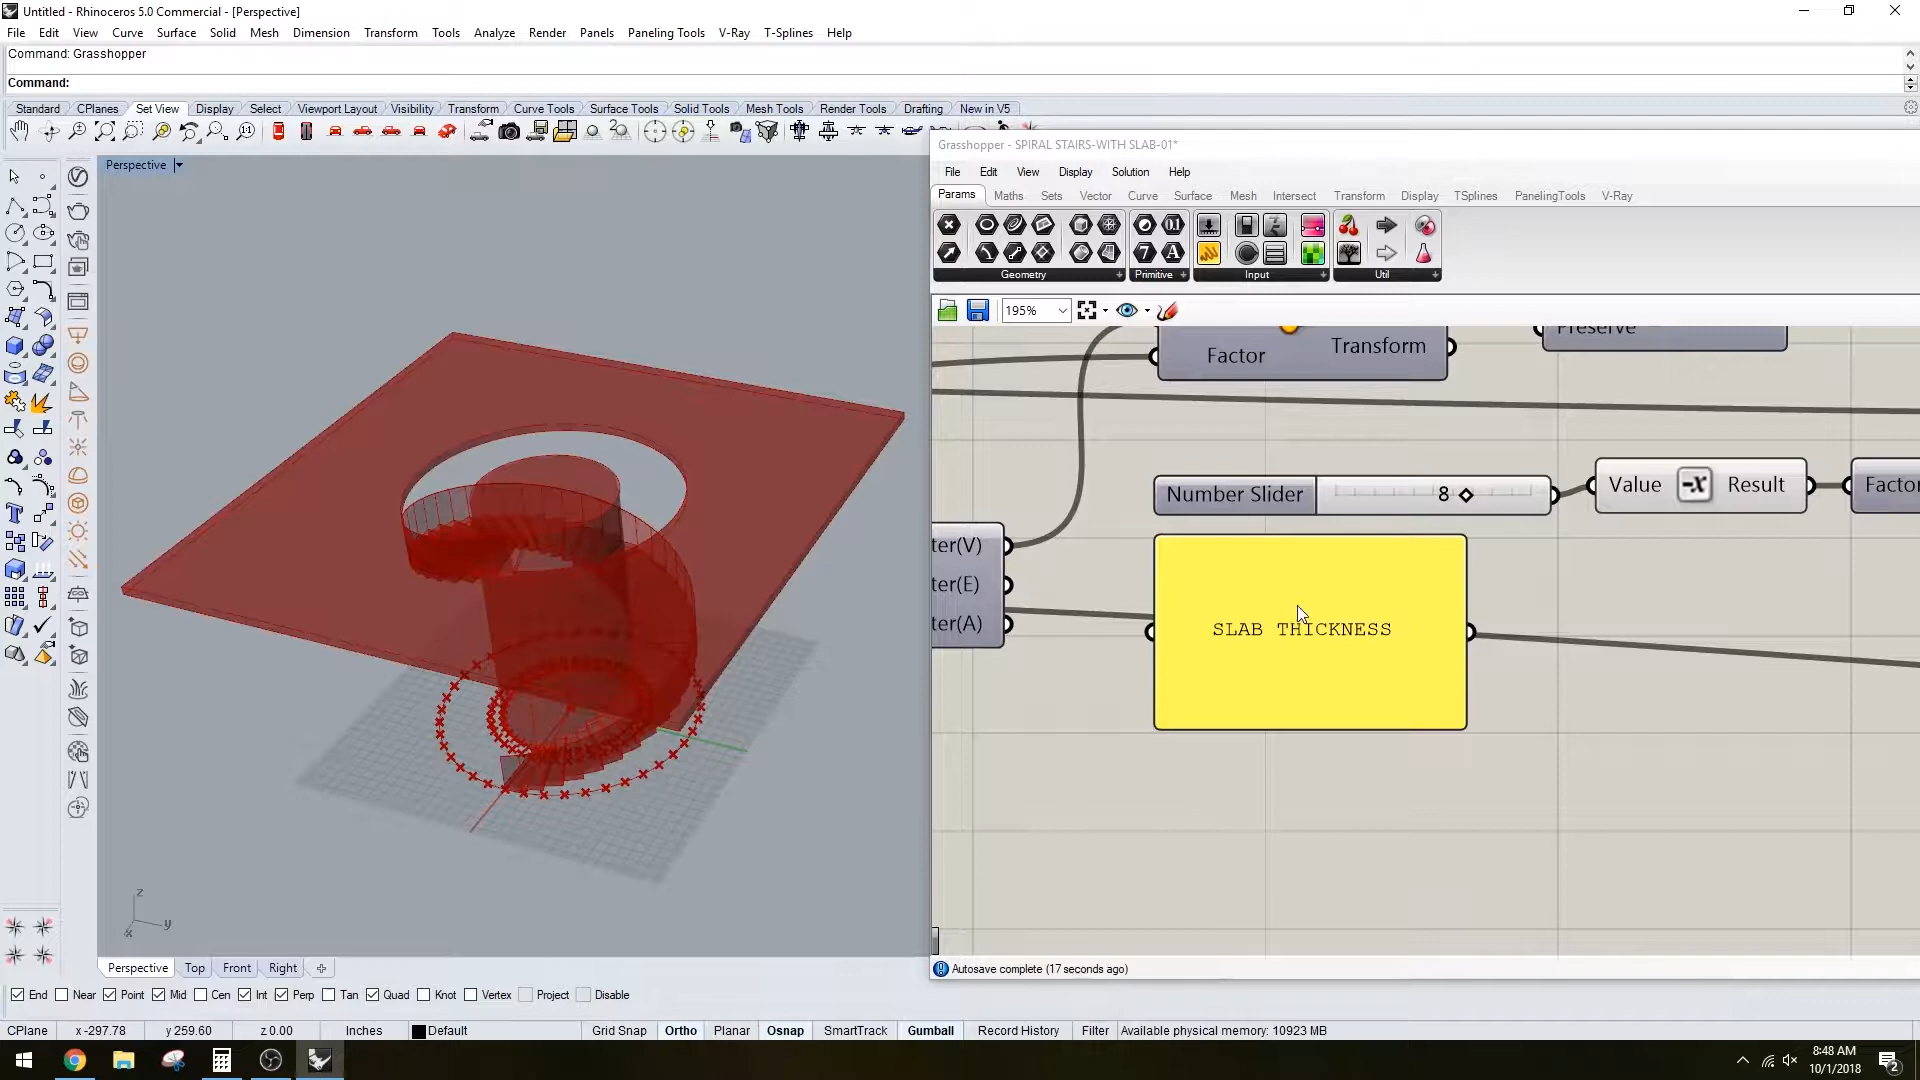 Untitled - Rhinoceros 5.0 Commercial - [Perspective]
File Edit View Curve Surface Solid Mesh Dimension Transform Tools Analyze Render Panels Paneling Tools V-Ray T-Splines Help
Command: Grasshopper
Command:
Standard CPlanes Set View Display Select Viewport Layout Visibility Transform Curve Tools Surface Tools Solid Tools Mesh Tools Render Tools Drafting New in V5
Perspective
Grasshopper - SPIRAL STAIRS-WITH SLAB-01*
File Edit View Display Solution Help
Params Maths Sets Vector Curve Surface Mesh Intersect Transform Display TSplines PanelingTools V-Ray
Geometry Primitive Input Util
195%
Preserve
Factor Transform
Number Slider 8
Value -x Result
Factor
ter(V)
ter(E)
ter(A)
SLAB THICKNESS
z
y
x
Autosave complete (17 seconds ago)
Perspective Top Front Right
End Near Point Mid Cen Int Perp Tan Quad Knot Vertex Project Disable
CPlane x -297.78 y 259.60 z 0.00 Inches Default Grid Snap Ortho Planar Osnap SmartTrack Gumball Record History Filter Available physical memory: 10923 MB
8:48 AM
10/1/2018
2